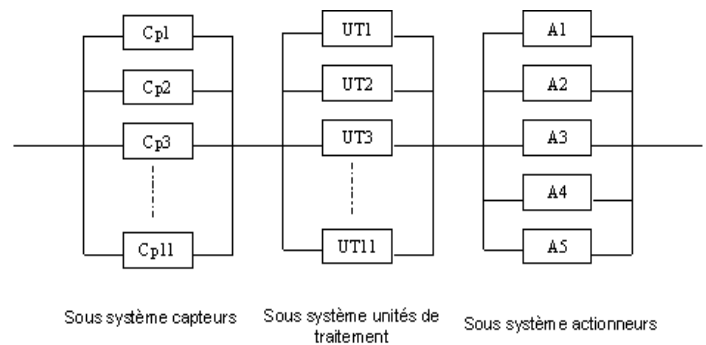 Cp1 UT1 A1
Cp2 UT2 A2
Cp3 UT3 A3
A4
Cp11 UT11 A5
Sous système capteurs
Sous système unités de
traitement
Sous système actionneurs